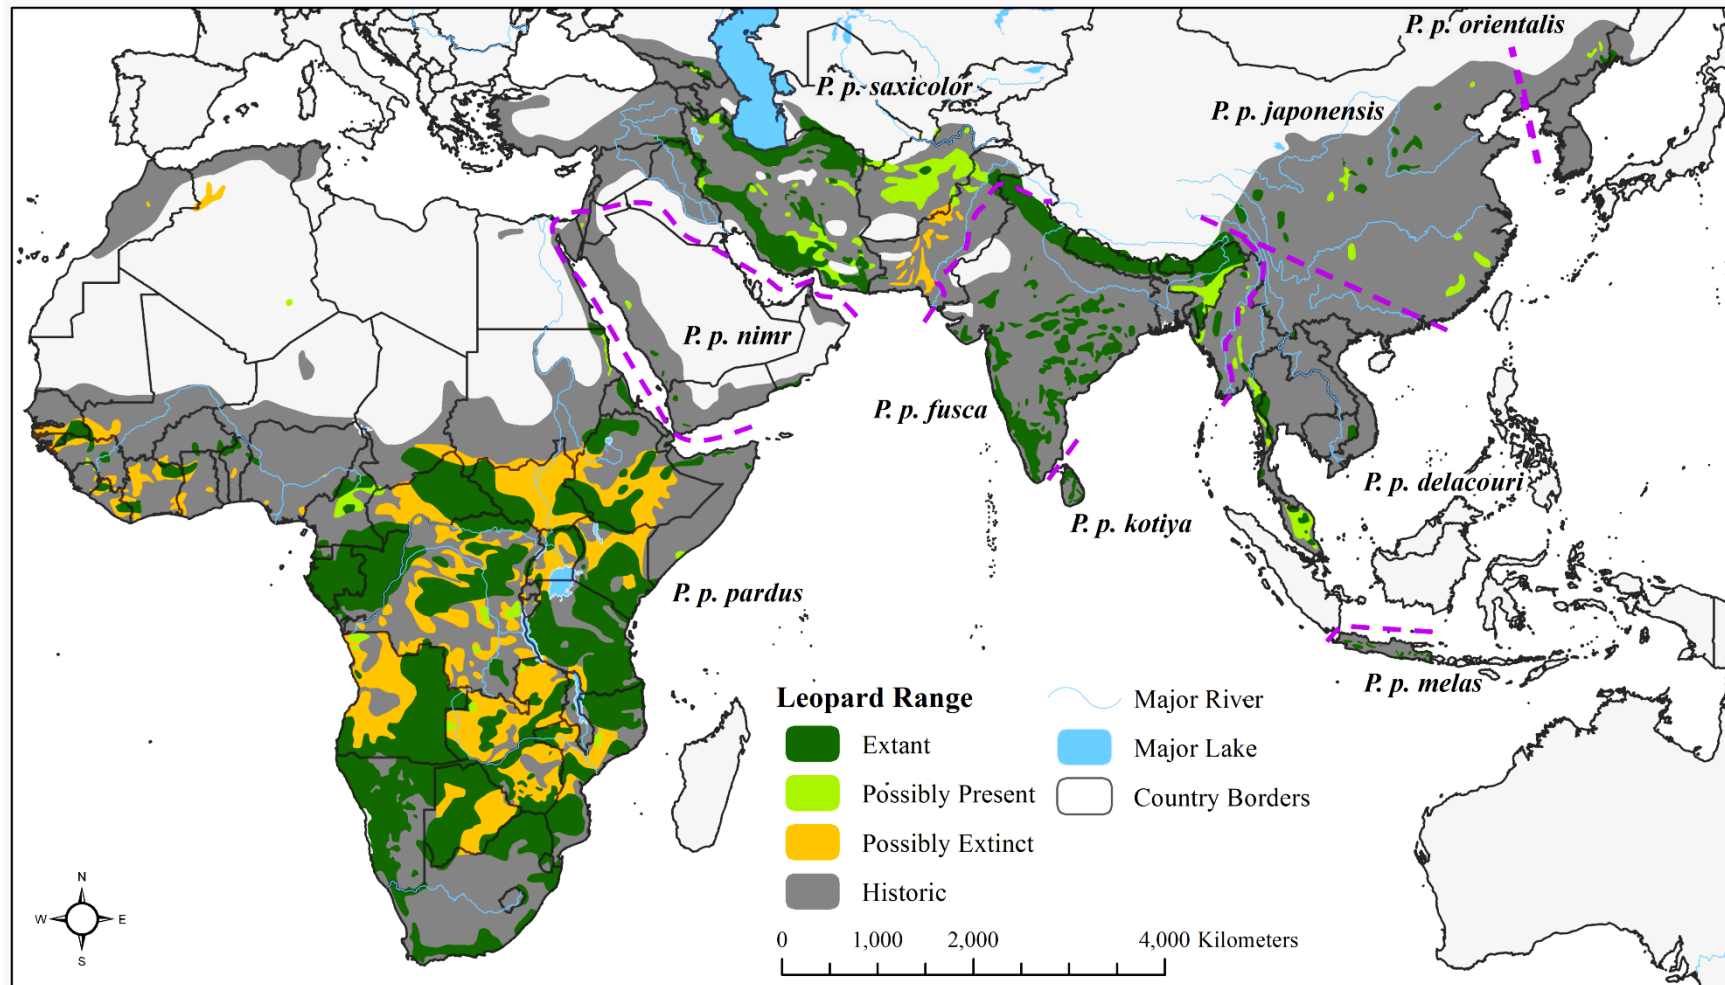 P. p. orientalis
P. p. saxicolor
P. p. japonensis
P. p. nimr
P. p. fusca
P. p. delacouri
P. p. kotiya
P. p. pardus
P. p. melas
Leopard Range
Extant
Possibly Present
Possibly Extinct
Historic
Major River
Major Lake
Country Borders
N
W E
S
0 1,000 2,000 4,000 Kilometers